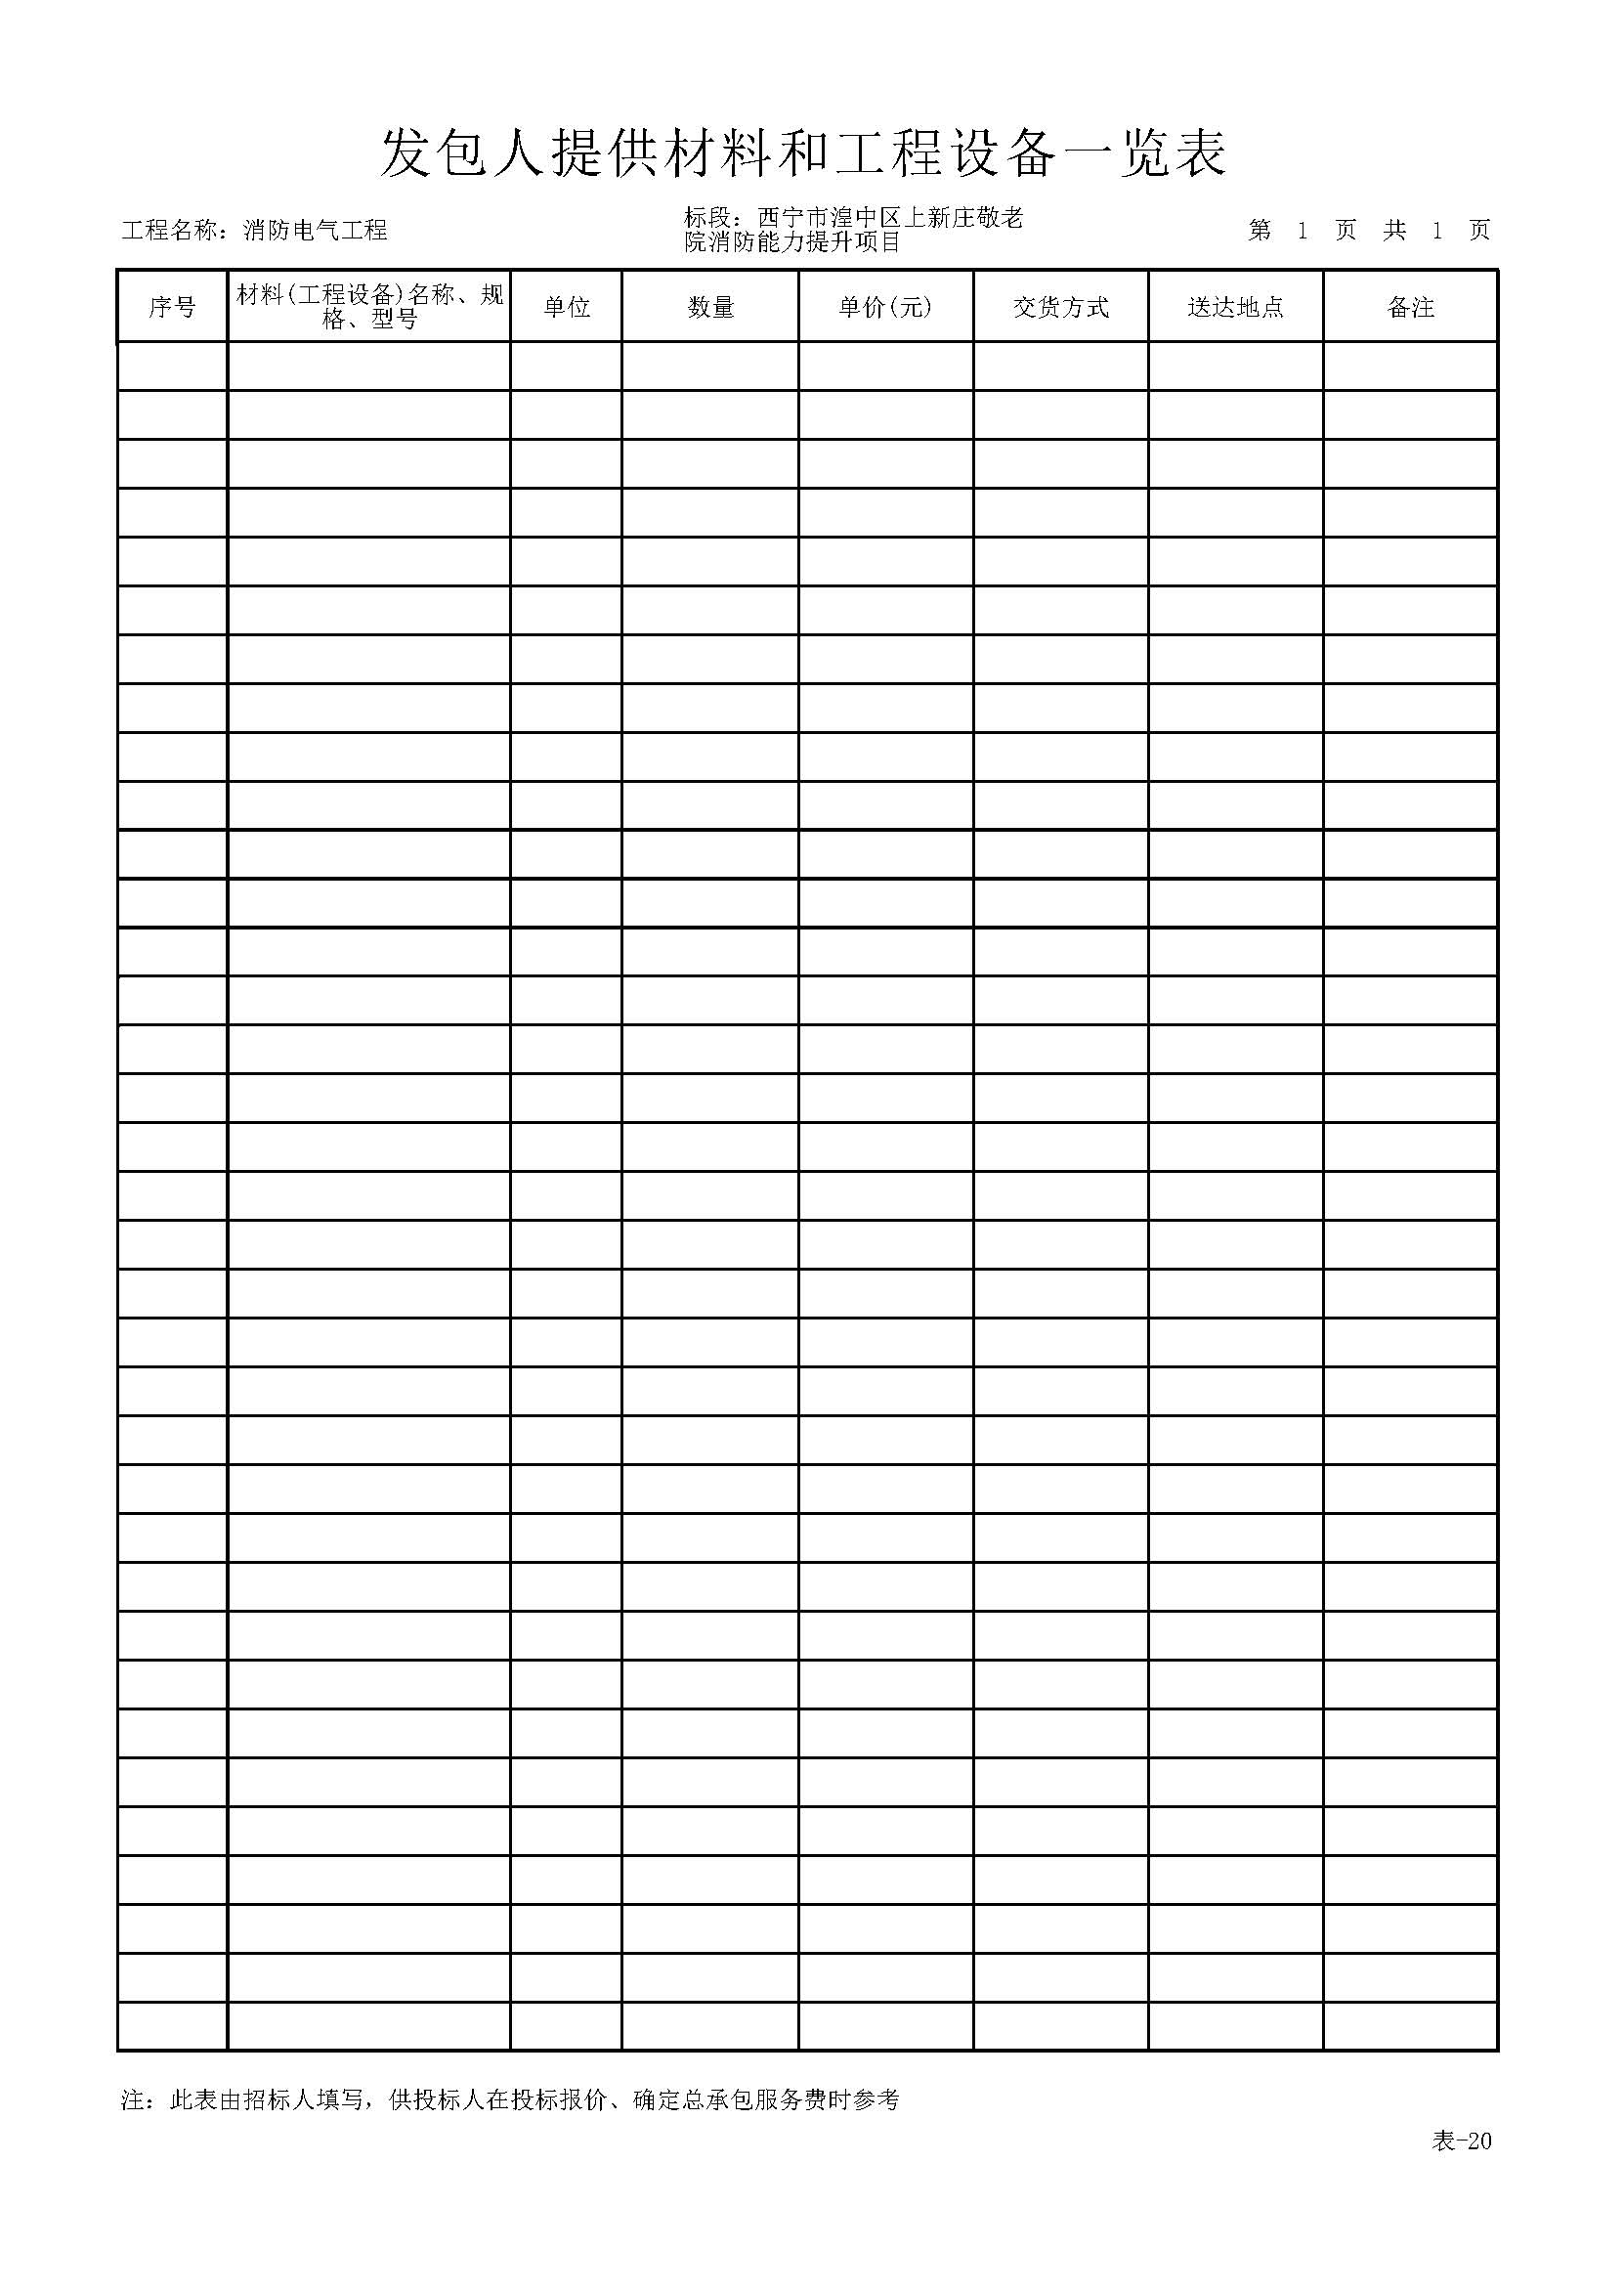 发包人提供材料和工程设备一览表
工程名称：消防电气工程
标段：西宁市湟中区上新庄敬老
院消防能力提升项目
第 1 页 共 1 页
序号
材料(工程设备)名称、规
格、型号
单位
数量
单价(元)
交货方式
送达地点
备注
注：此表由招标人填写，供投标人在投标报价、确定总承包服务费时参考
表-20